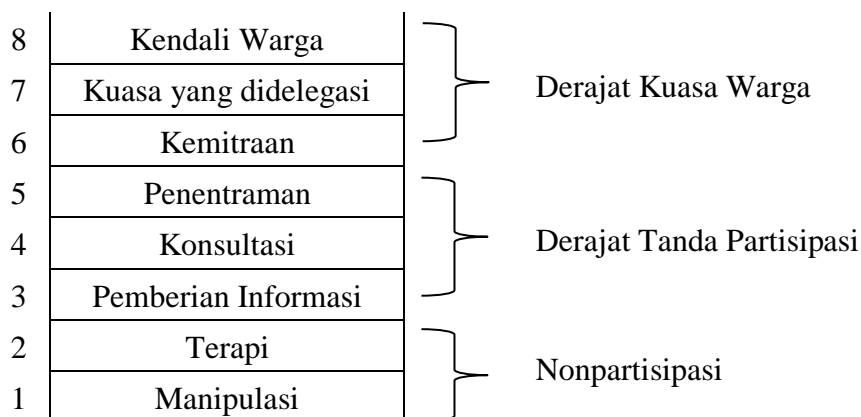 8 Kendali Warga
7 Kuasa yang didelegasi
Derajat Kuasa Warga
6 Kemitraan
5 Penentraman
4 Konsultasi
Derajat Tanda Partisipasi
3 Pemberian Informasi
2 Terapi
Nonpartisipasi
1 Manipulasi